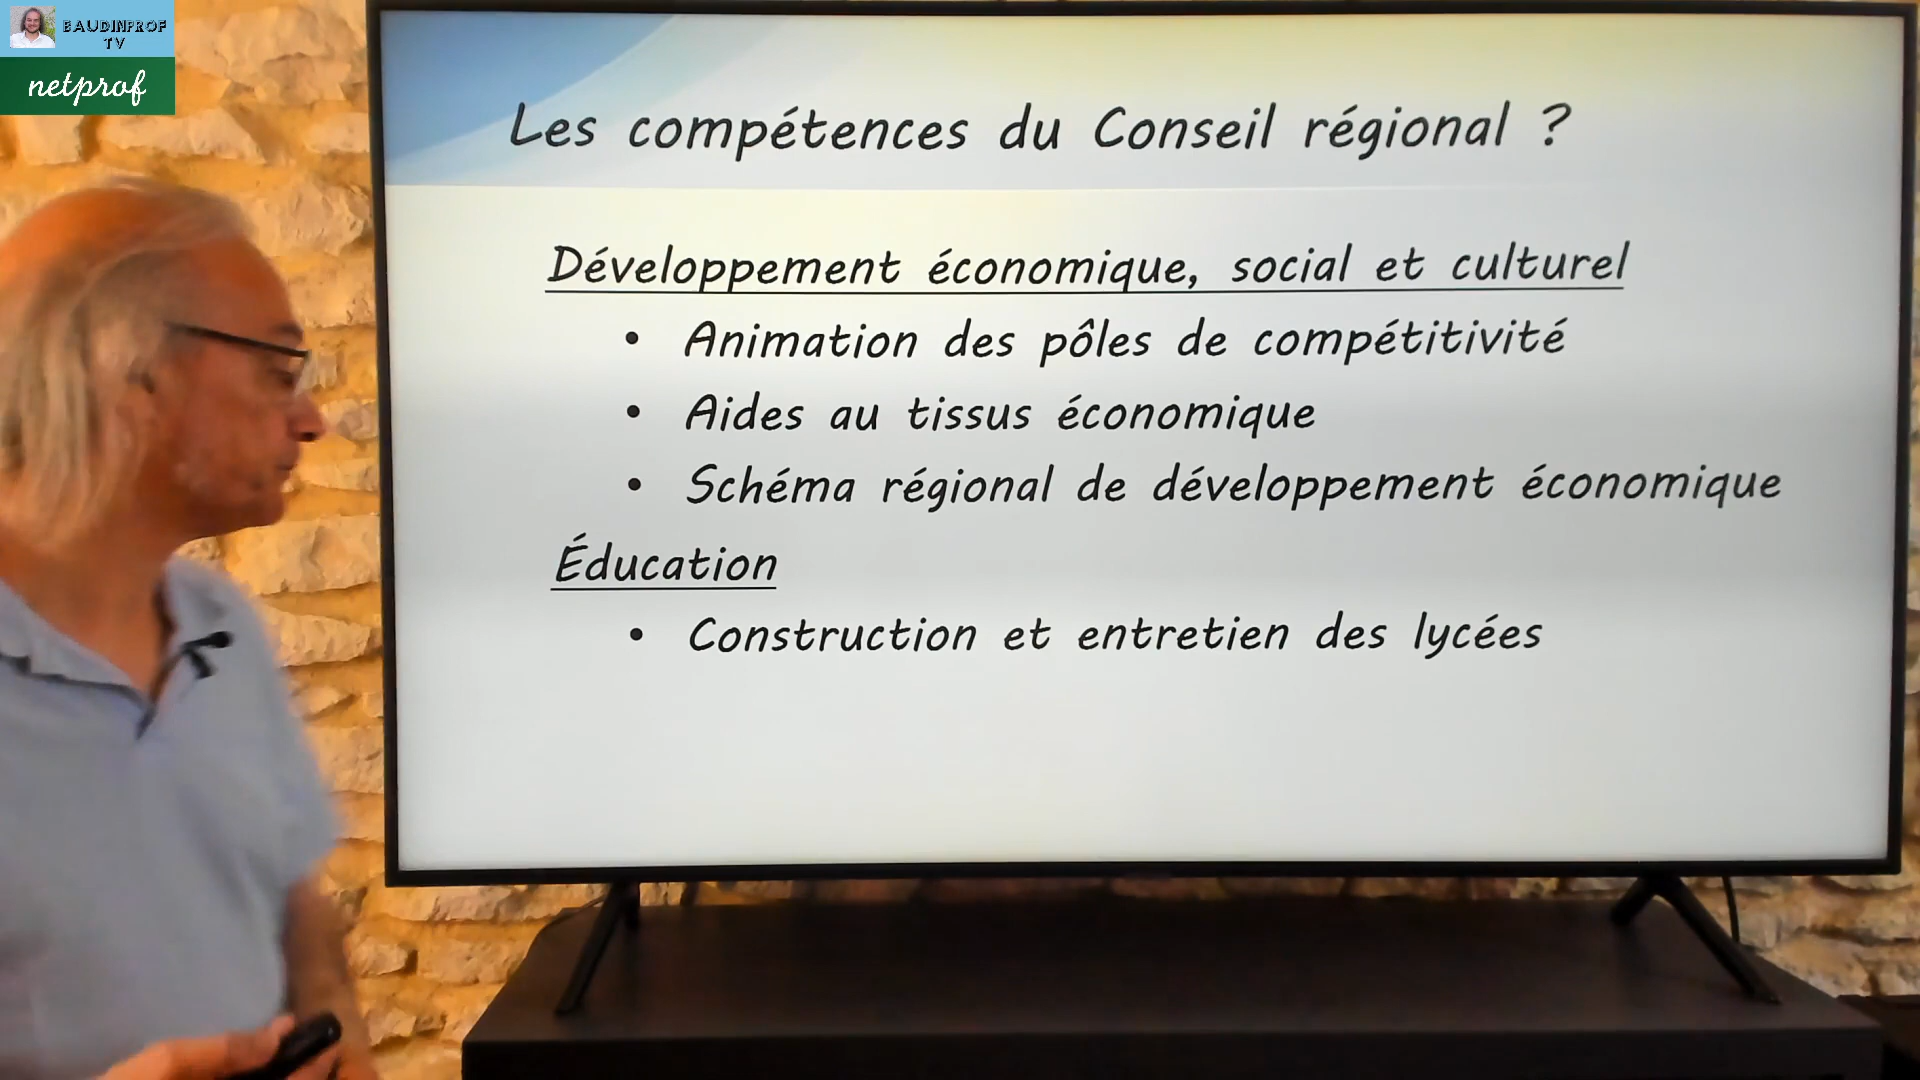 BAUDINPROF
TV
netprof
Les compétences du Conseil régional ?
Développement économique, social et culturel
• Animation des pôles de compétitivité
• Aides au tissus économique
• Schéma régional de développement économique
Éducation
• Construction et entretien des lycées